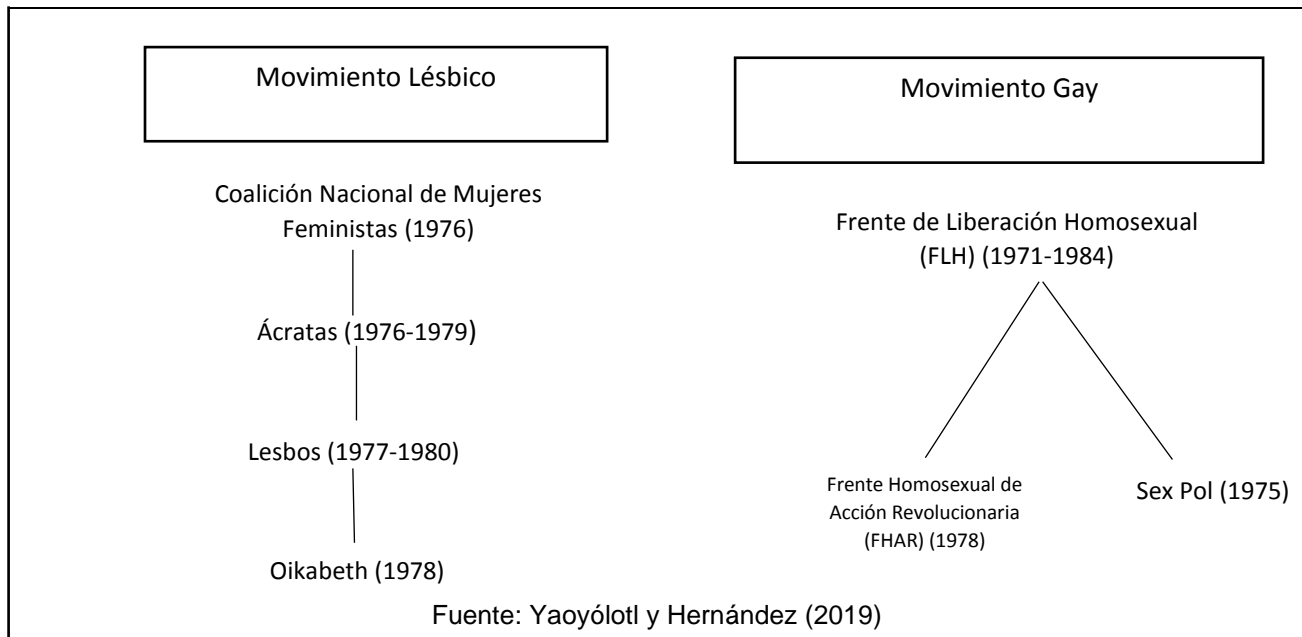 Movimiento Lésbico
Coalición Nacional de Mujeres
Feministas (1976)
Ácratas (1976-1979)
Lesbos (1977-1980)
Oikabeth (1978)
Movimiento Gay
Frente de Liberación Homosexual
(FLH) (1971-1984)
Frente Homosexual de
Acción Revolucionaria
(FHAR) (1978)
Sex Pol (1975)
Fuente: Yaoyólotl y Hernández (2019)